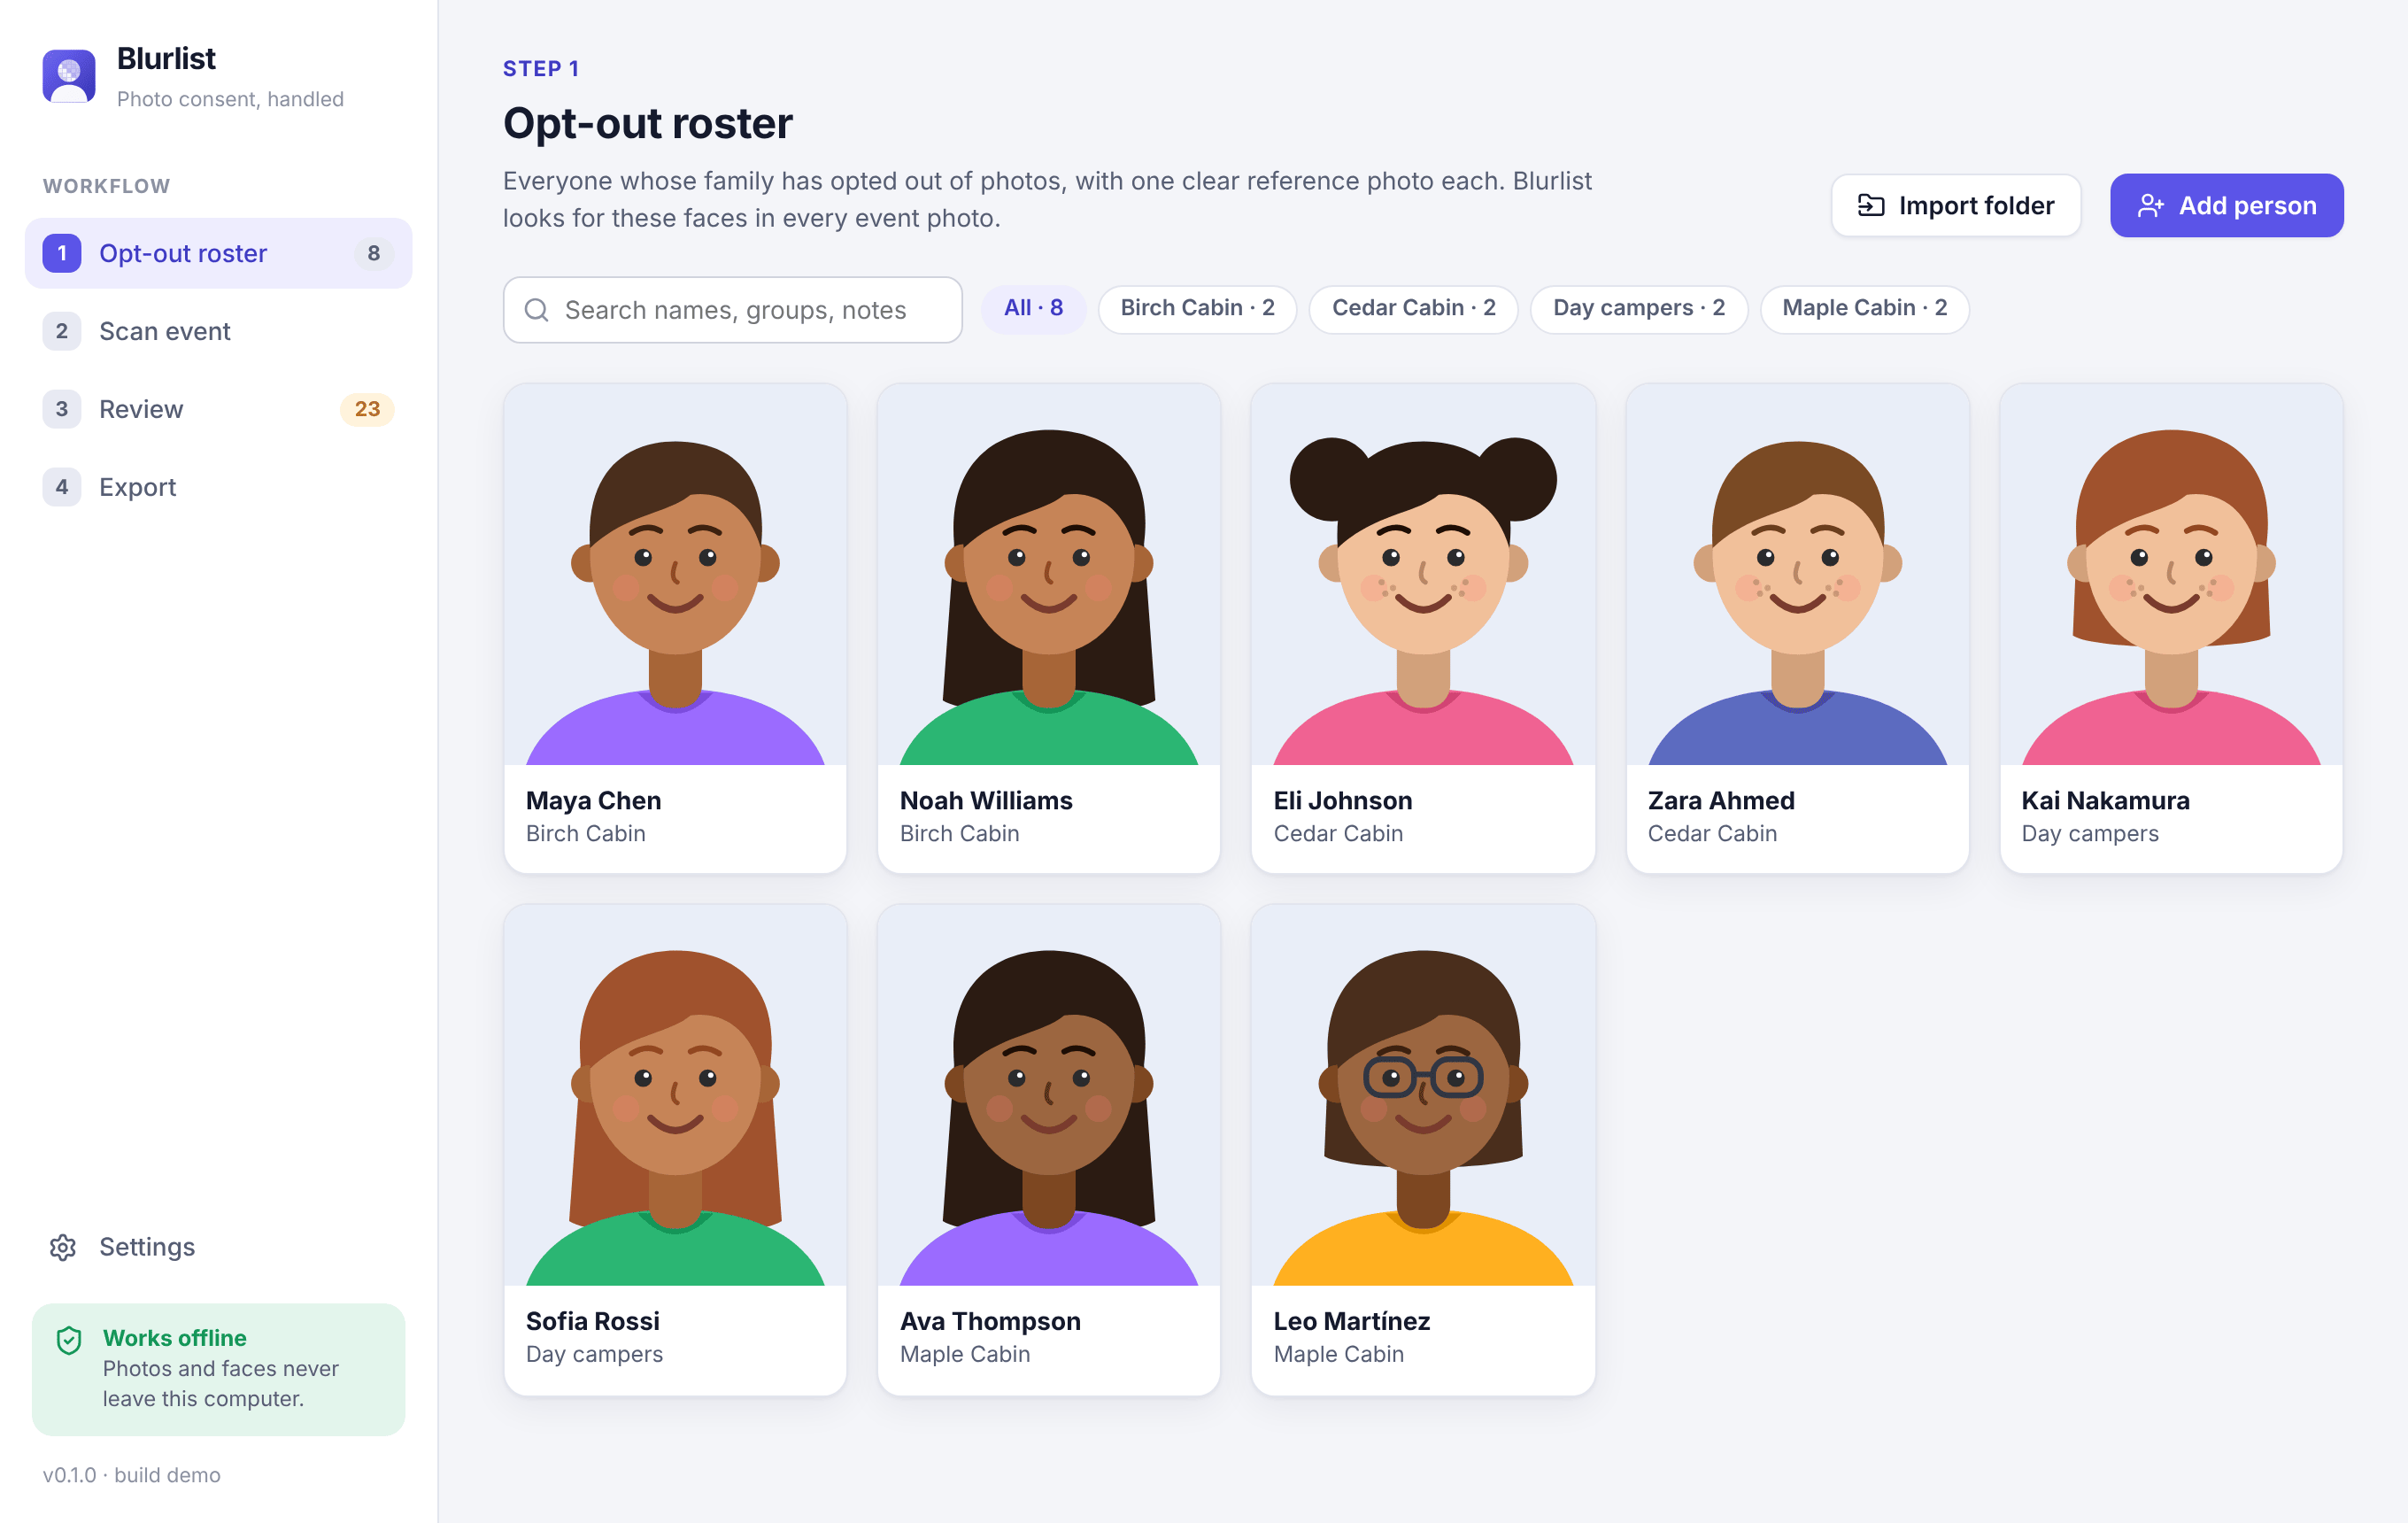 Blurlist
Photo consent, handled
WORKFLOW
1 Opt-out roster 8
2 Scan event
3 Review 23
4 Export
Settings
Works offline
Photos and faces never
leave this computer.
v0.1.0 · build demo
STEP 1
Opt-out roster
Everyone whose family has opted out of photos, with one clear reference photo each. Blurlist
looks for these faces in every event photo.
Import folder
Add person
Search names, groups, notes
All · 8
Birch Cabin · 2
Cedar Cabin · 2
Day campers · 2
Maple Cabin · 2
Maya Chen
Birch Cabin
Noah Williams
Birch Cabin
Eli Johnson
Cedar Cabin
Zara Ahmed
Cedar Cabin
Kai Nakamura
Day campers
Sofia Rossi
Day campers
Ava Thompson
Maple Cabin
Leo Martínez
Maple Cabin